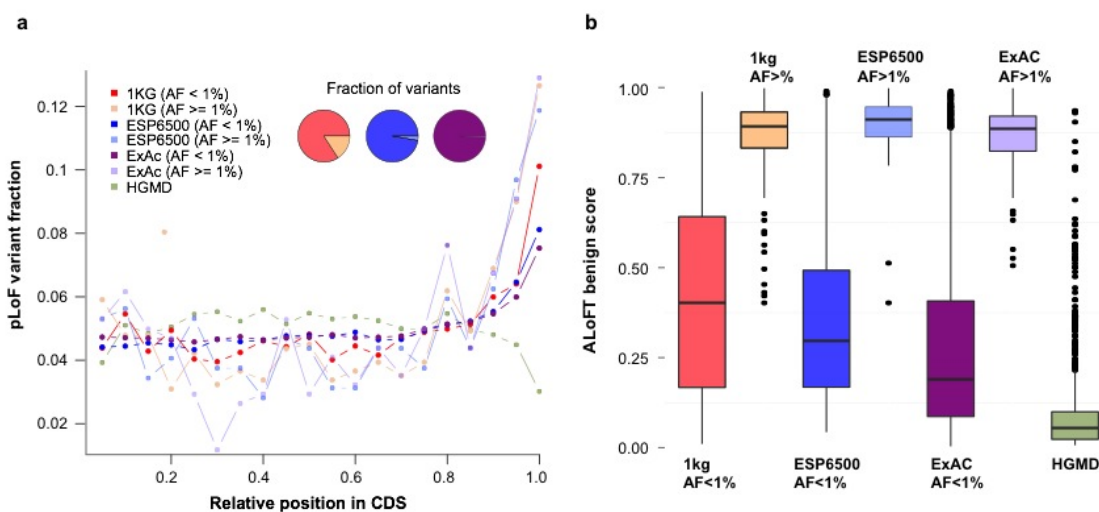 a
pLoF variant fraction
0.12
0.1
0.08
0.06
0.04
0.02
1KG (AF < 1%)
1KG (AF >= 1%)
ESP6500 (AF < 1%)
ESP6500 (AF >= 1%)
ExAc (AF < 1%)
ExAc (AF >= 1%)
HGMD
Fraction of variants
0.2
0.4
0.6
0.8
1.0
Relative position in CDS
b
ALoFT benign score
1.00
0.75
0.50
0.25
0.00
1kg
AF>%
ESP6500
AF>1%
ExAC
AF>1%
1kg
AF<1%
ESP6500
AF<1%
ExAC
AF<1%
HGMD